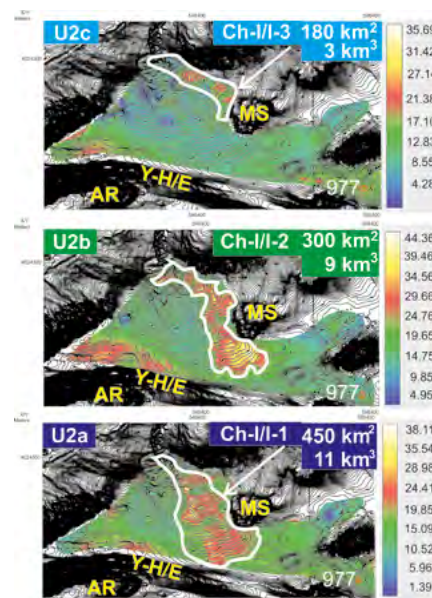 U2c Ch-I/I-3 180 km²
3 km³
MS
Y-H/E
AR
977
35.69
31.42
27.14
21.38
17.10
12.83
8.55
4.28
U2b Ch-I/I-2 300 km²
9 km³
MS
Y-H/E
AR
977
44.36
39.46
34.56
29.66
24.76
19.65
14.75
9.85
4.95
U2a Ch-I/I-1 450 km²
11 km³
MS
Y-H/E
AR
977
38.11
35.54
28.98
24.41
19.85
15.09
10.52
5.96
1.39